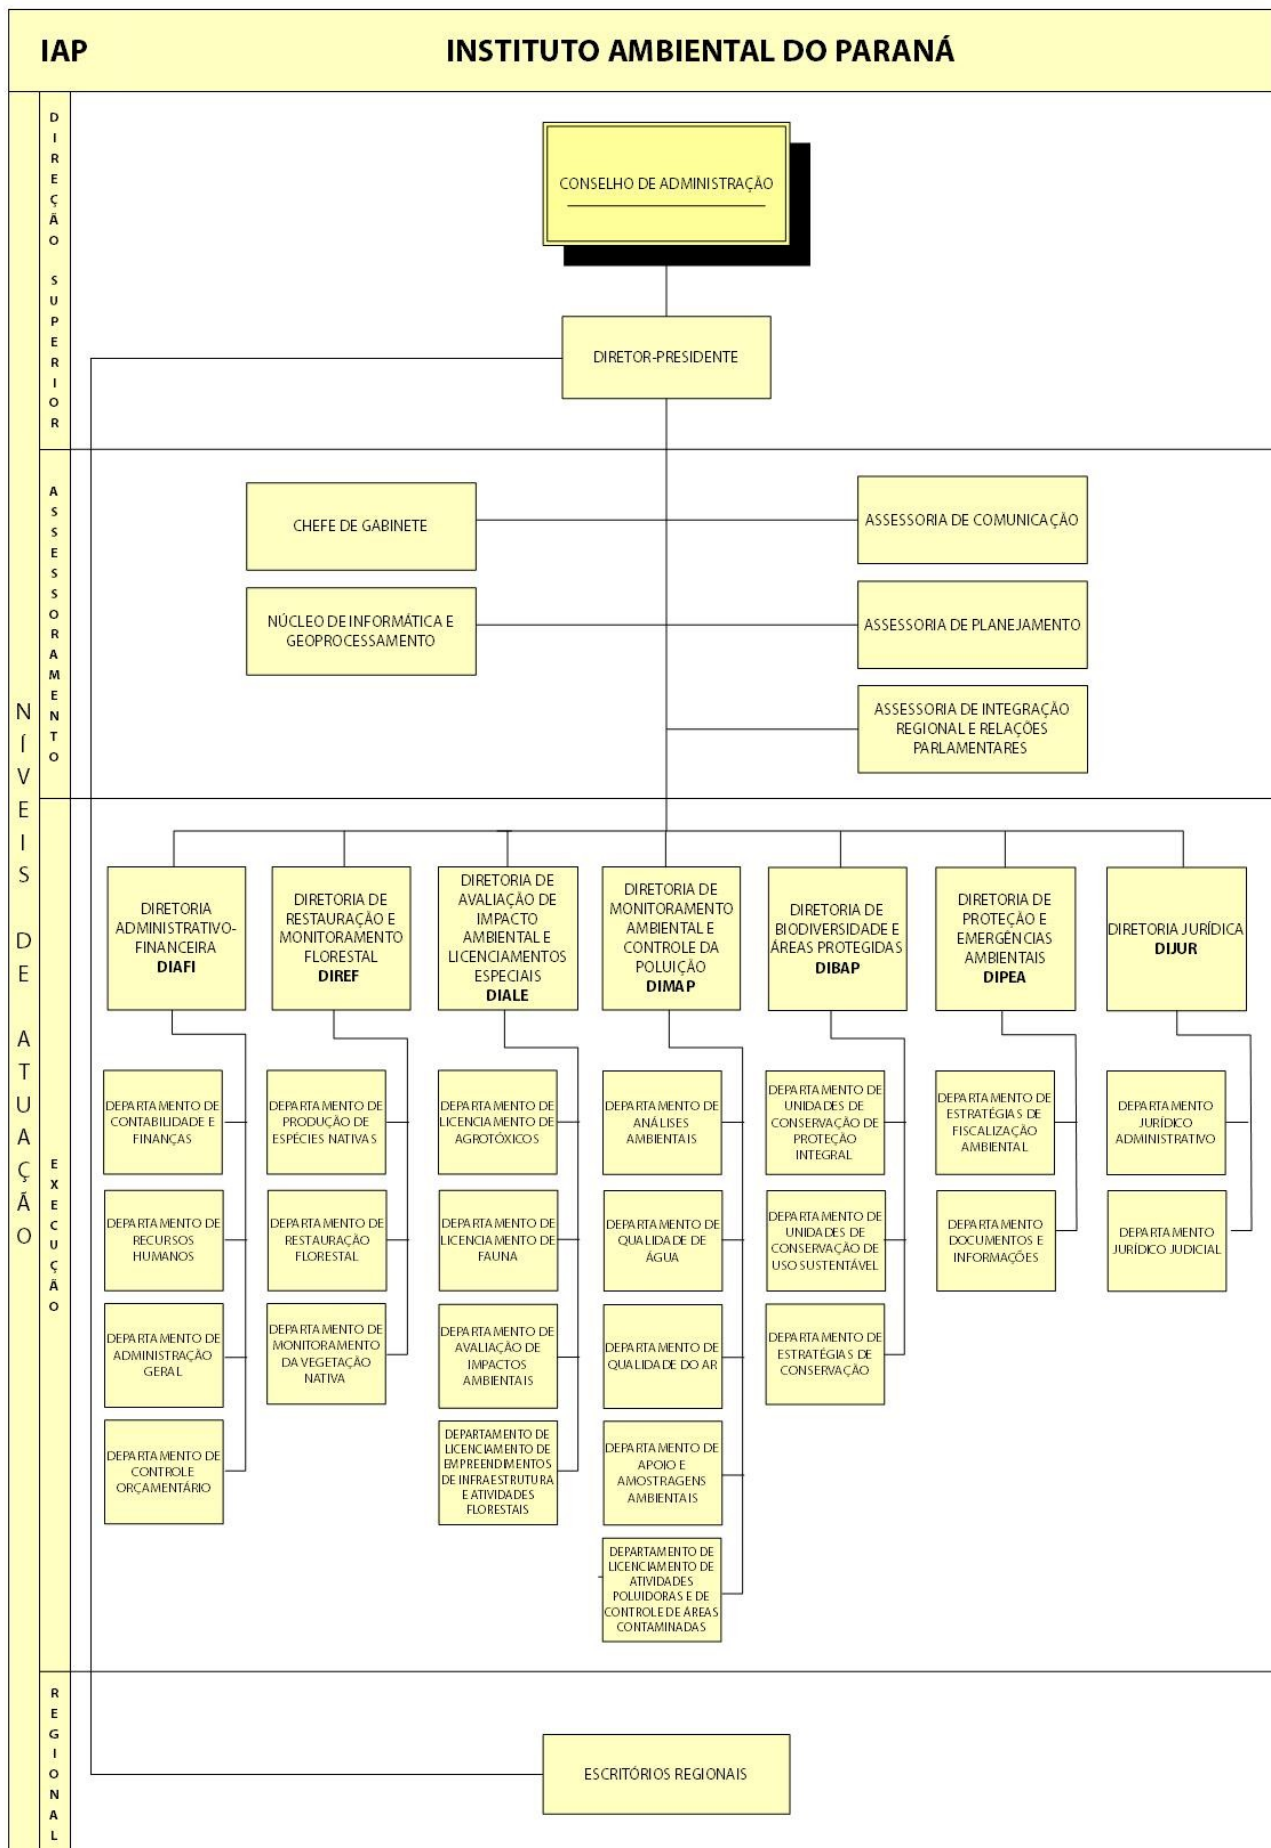 IAP
INSTITUTO AMBIENTAL DO PARANÁ
NÍVEIS DE ATUAÇÃO
DIREÇÃO SUPERIOR
CONSELHO DE ADMINISTRAÇÃO
DIRETOR-PRESIDENTE
ASSESSORAMENTO
CHEFE DE GABINETE
ASSESSORIA DE COMUNICAÇÃO
NÚCLEO DE INFORMÁTICA E
GEOPROCESSAMENTO
ASSESSORIA DE PLANEJAMENTO
ASSESSORIA DE INTEGRAÇÃO
REGIONAL E RELAÇÕES
PARLAMENTARES
EXECUÇÃO
DIRETORIA
ADMINISTRATIVO-
FINANCEIRA
DIAFI
DIRETORIA DE
RESTAURAÇÃO E
MONITORAMENTO
FLORESTAL
DIREF
DIRETORIA DE
AVALIAÇÃO DE
IMPACTO
AMBIENTAL E
LICENCIAMENTOS
ESPECIAIS
DIALE
DIRETORIA DE
MONITORAMENTO
AMBIENTAL E
CONTROLE DA
POLUIÇÃO
DIMAP
DIRETORIA DE
BIODIVERSIDADE E
ÁREAS PROTEGIDAS
DIBAP
DIRETORIA DE
PROTEÇÃO E
EMERGÊNCIAS
AMBIENTAIS
DIPEA
DIRETORIA JURÍDICA
DIJUR
DEPARTAMENTO DE
CONTABILIDADE E
FINANÇAS
DEPARTAMENTO DE
PRODUÇÃO DE
ESPÉCIES NATIVAS
DEPARTAMENTO DE
LICENCIAMENTO DE
AGROTÓXICOS
DEPARTAMENTO DE
ANÁLISES
AMBIENTAIS
DEPARTAMENTO DE
UNIDADES DE
CONSERVAÇÃO DE
PROTEÇÃO
INTEGRAL
DEPARTAMENTO DE
ESTRATÉGIAS DE
FISCALIZAÇÃO
AMBIENTAL
DEPARTAMENTO
JURÍDICO
ADMINISTRATIVO
DEPARTAMENTO DE
RECURSOS
HUMANOS
DEPARTAMENTO DE
RESTAURAÇÃO
FLORESTAL
DEPARTAMENTO DE
LICENCIAMENTO DE
FAUNA
DEPARTAMENTO DE
QUALIDADE DE
ÁGUA
DEPARTAMENTO DE
UNIDADES DE
CONSERVAÇÃO DE
USO SUSTENTÁVEL
DEPARTAMENTO
DOCUMENTOS E
INFORMAÇÕES
DEPARTAMENTO
JURÍDICO JUDICIAL
DEPARTAMENTO DE
ADMINISTRAÇÃO
GERAL
DEPARTAMENTO DE
MONITORAMENTO
DA VEGETAÇÃO
NATIVA
DEPARTAMENTO DE
AVALIAÇÃO DE
IMPACTOS
AMBIENTAIS
DEPARTAMENTO DE
QUALIDADE DO AR
DEPARTAMENTO DE
ESTRATÉGIAS DE
CONSERVAÇÃO
DEPARTAMENTO DE
CONTROLE
ORÇAMENTÁRIO
DEPARTAMENTO DE
LICENCIAMENTO DE
EMPREENDIMENTOS
DE INFRAESTRUTURA
E ATIVIDADES
FLORESTAIS
DEPARTAMENTO DE
APOIO E
AMOSTRAGENS
AMBIENTAIS
DEPARTAMENTO DE
LICENCIAMENTO DE
ATIVIDADES
POLUIDORAS E DE
CONTROLE DE ÁREAS
CONTAMINADAS
REGIONAL
ESCRITÓRIOS REGIONAIS